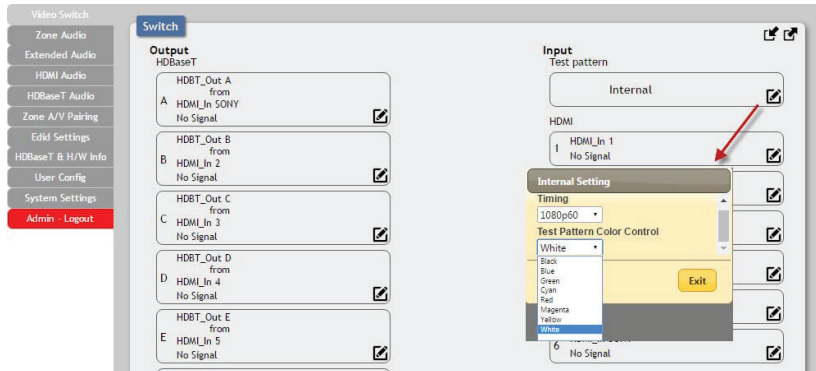 Video Switch
Zone Audio
Extended Audio
HDMI Audio
HDBaseT Audio
Zone A/V Pairing
Edid Settings
HDBaseT & H/W Info
User Config
System Settings
Admin - Logout
Switch
Output
HDBaseT
HDBT_Out A
from
A HDMI_In SONY
No Signal
HDBT_Out B
from
B HDMI_In 2
No Signal
HDBT_Out C
from
C HDMI_In 3
No Signal
HDBT_Out D
from
D HDMI_In 4
No Signal
HDBT_Out E
from
E HDMI_In 5
No Signal
Input
Test pattern
Internal
HDMI
1 HDMI_In 1
No Signal
Internal Setting
Timing
1080p60
Test Pattern Color Control
White
Black
Blue
Green
Cyan
Red
Magenta
Yellow
White
Exit
6
No Signal